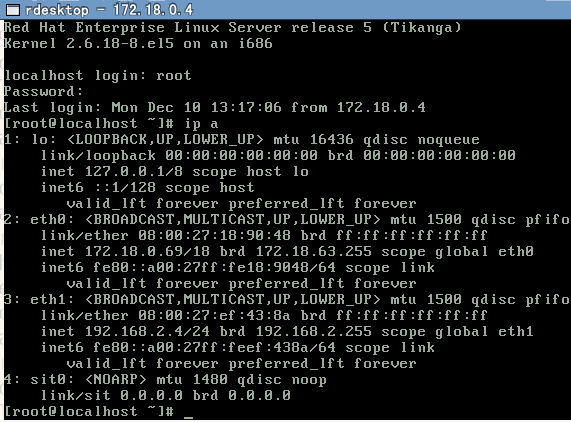 rdesktop - 172.18.0.4
Red Hat Enterprise Linux Server release 5 (Tikanga)
Kernel 2.6.18-8.el5 on an i686
localhost login: root
Password:
Last login: Mon Dec 10 13:17:06 from 172.18.0.4
[root@localhost ~]# ip a
1: lo: <LOOPBACK,UP,LOWER_UP> mtu 16436 qdisc noqueue
link/loopback 00:00:00:00:00:00 brd 00:00:00:00:00:00
inet 127.0.0.1/8 scope host lo
inet6 ::1/128 scope host
valid_lft forever preferred_lft forever
2: eth0: <BROADCAST,MULTICAST,UP,LOWER_UP> mtu 1500 qdisc pfifo
link/ether 08:00:27:18:90:48 brd ff:ff:ff:ff:ff:ff
inet 172.18.0.69/18 brd 172.18.63.255 scope global eth0
inet6 fe80::a00:27ff:fe18:9048/64 scope link
valid_lft forever preferred_lft forever
3: eth1: <BROADCAST,MULTICAST,UP,LOWER_UP> mtu 1500 qdisc pfifo
link/ether 08:00:27:ef:43:8a brd ff:ff:ff:ff:ff:ff
inet 192.168.2.4/24 brd 192.168.2.255 scope global eth1
inet6 fe80::a00:27ff:feef:438a/64 scope link
valid_lft forever preferred_lft forever
4: sit0: <NOARP> mtu 1480 qdisc noop
link/sit 0.0.0.0 brd 0.0.0.0
[root@localhost ~]# _